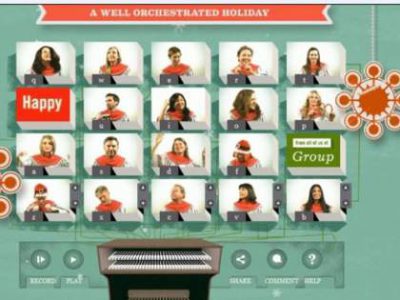 A WELL ORCHESTRATED HOLIDAY
q w e r t
Happy u i o p
a s d f
Group
z x c v b
RECORD PLAY SHARE COMMENT HELP